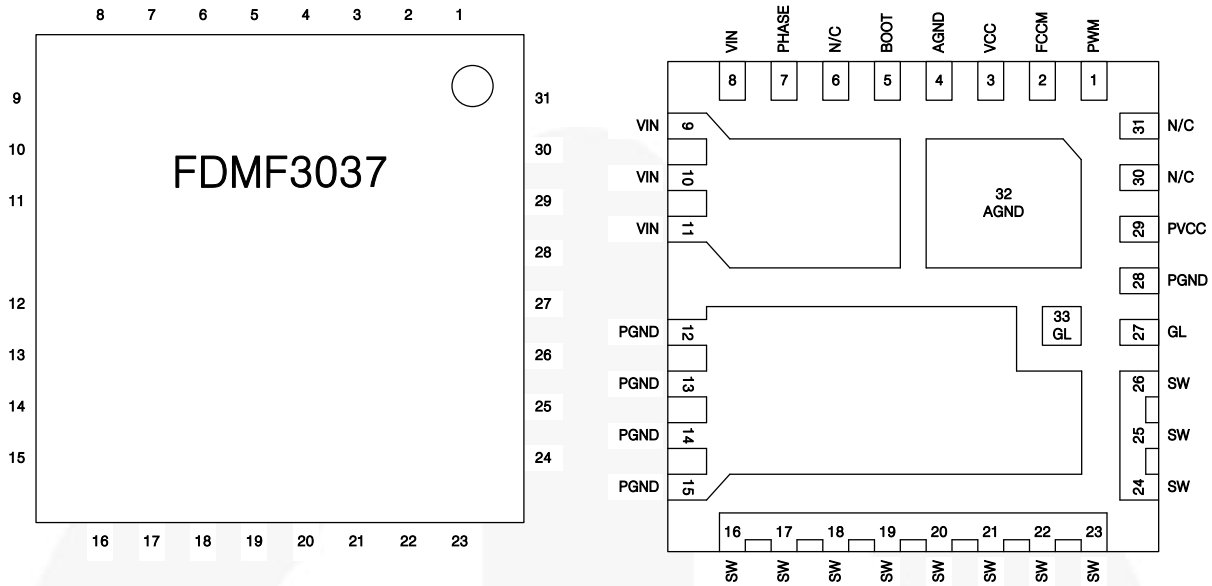 8 7 6 5 4 3 2 1
9
10
11
12
13
14
15
FDMF3037
31
30
29
28
27
26
25
24
16 17 18 19 20 21 22 23
VIN PHASE N/C BOOT AGND VCC FCCM PWM
8 7 6 5 4 3 2 1
VIN 9
VIN 10
VIN 11
32
AGND
31 N/C
30 N/C
29 PVCC
28 PGND
33
GL
27 GL
PGND 12
PGND 13
PGND 14
PGND 15
26 SW
25 SW
24 SW
16 17 18 19 20 21 22 23
SW SW SW SW SW SW SW SW